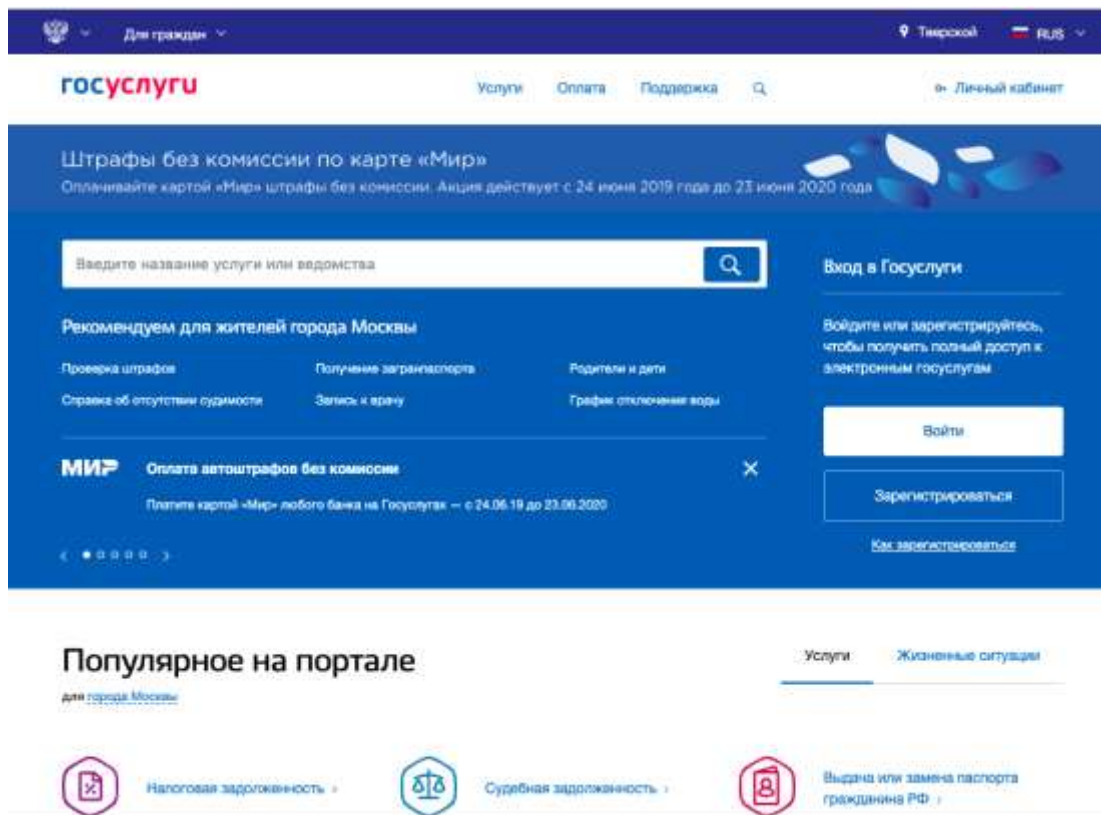 Для граждан
Тверской
RUS
госуслуги
Услуги Оплата Поддержка
Личный кабинет
Штрафы без комиссии по карте «Мир»
Оплачивайте картой «Мир» штрафы без комиссии. Акция действует с 24 июня 2019 года до 23 июня 2020 года
Введите название услуги или ведомства
Рекомендуем для жителей города Москвы
Проверка штрафов Получение загранпаспорта Родители и дети
Справка об отсутствии судимости Запись к врачу График отключения воды
МИР Оплата автоштрафов без комиссии
Платите картой «Мир» любого банка на Госуслугах — с 24.06.19 до 23.06.2020
Вход в Госуслуги
Войдите или зарегистрируйтесь,
чтобы получить полный доступ к
электронным госуслугам
Войти
Зарегистрироваться
Как зарегистрироваться
Популярное на портале
для города Москвы
Услуги Жизненные ситуации
Налоговая задолженность
Судебная задолженность
Выдача или замена паспорта
гражданина РФ